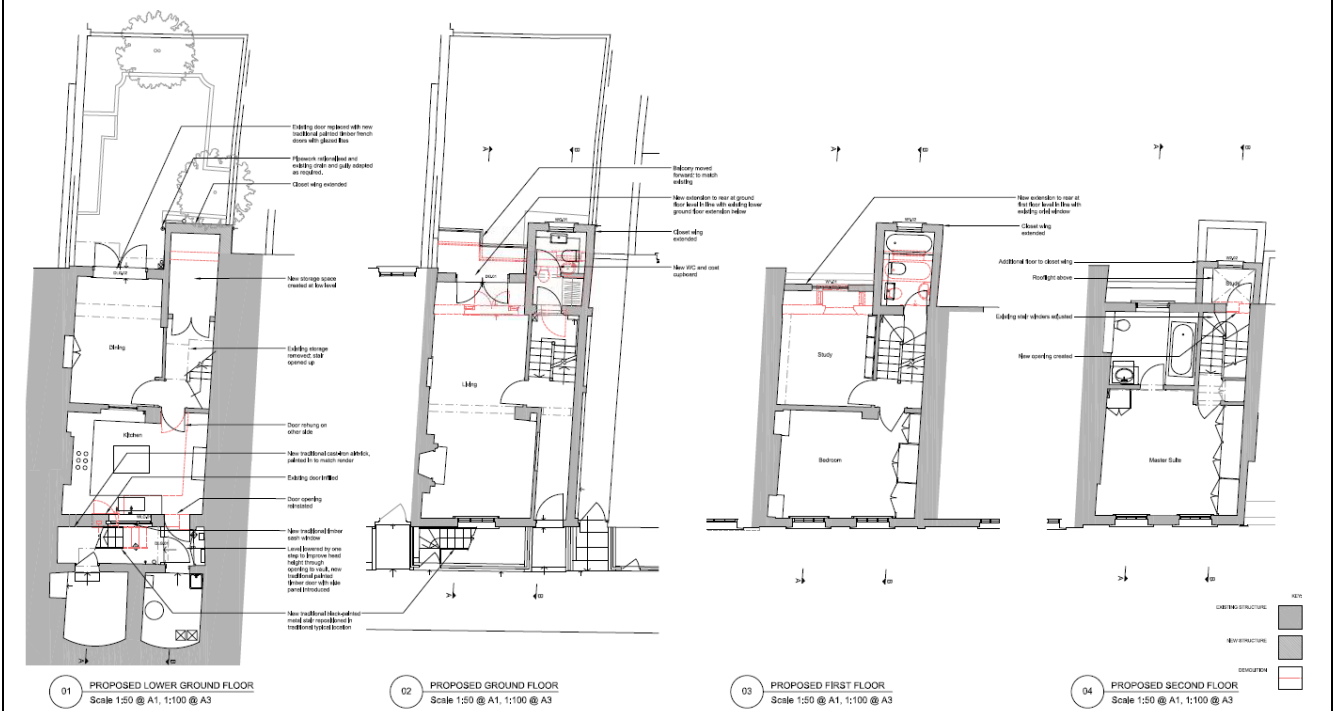 Existing door replaced with new
traditional painted timber french
doors with glazed lites
Pipework rationalised and
existing drain and gully adapted
as required.
Closet wing extended
New storage space
created at low level
Dining
Existing storage
removed; stair
opened up
Kitchen
Door rehung on
other side
New traditional cast-iron airbrick,
painted in to match render
Existing door infilled
Door opening
reinstated
New traditional timber
sash window
Level lowered by one
step to improve head
height through
opening to vault, new
traditional painted
timber door with side
panel introduced
New traditional black-painted
metal stair repositioned in
traditional typical location
A
B
01
PROPOSED LOWER GROUND FLOOR
Scale 1:50 @ A1, 1:100 @ A3
A
B
Balcony moved
forward; to match
existing
New extension to rear at ground
floor level in line with existing lower
ground floor extension below
Closet wing
extended
New WC and coat
cupboard
Living
A
B
02
PROPOSED GROUND FLOOR
Scale 1:50 @ A1, 1:100 @ A3
A
B
New extension to rear at
first floor level in line with
existing oriel window
Closet wing
extended
Study
Bedroom
A
B
03
PROPOSED FIRST FLOOR
Scale 1:50 @ A1, 1:100 @ A3
A
B
Additional floor to closet wing
Rooflight above
Study
Existing stair winders adjusted
New opening created
Master Suite
A
B
04
PROPOSED SECOND FLOOR
Scale 1:50 @ A1, 1:100 @ A3
KEY:
EXISTING STRUCTURE
NEW STRUCTURE
DEMOLITION